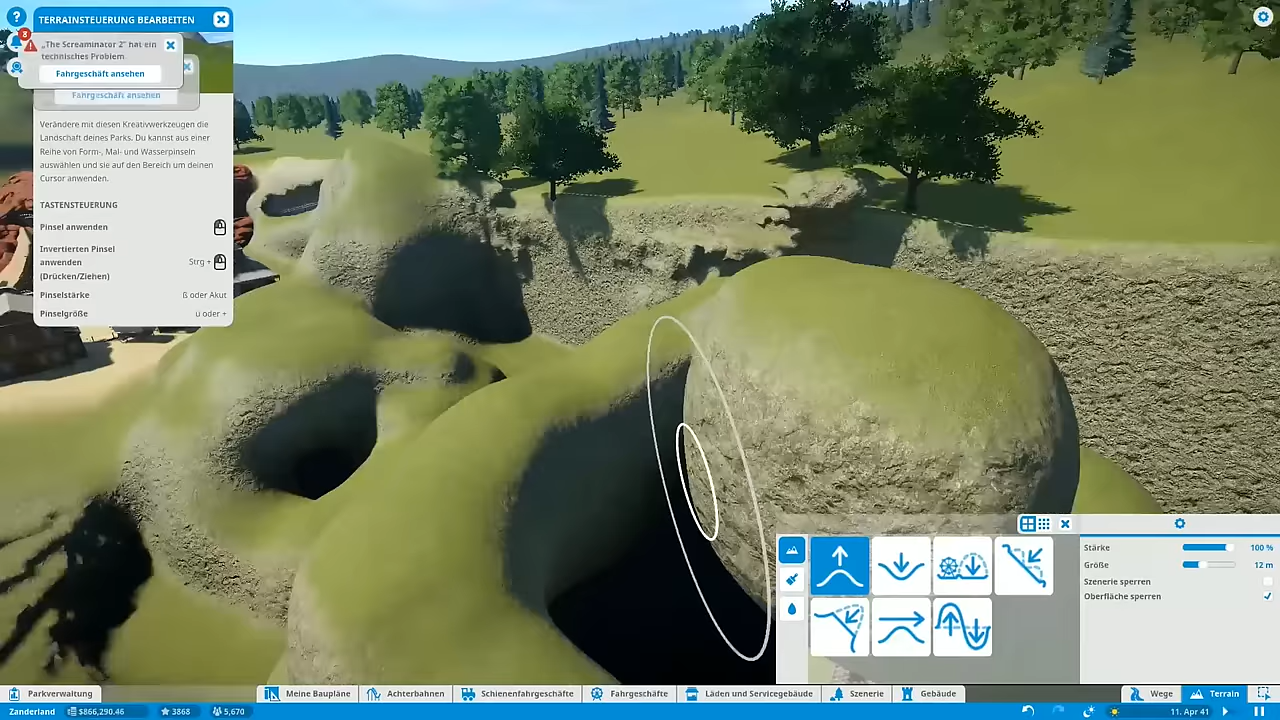 TERRAINSTEUERUNG BEARBEITEN
8
„The Screaminator 2" hat ein
technisches Problem
Fahrgeschäft ansehen
Fahrgeschäft ansehen
Verändere mit diesen Kreativwerkzeugen die
Landschaft deines Parks. Du kannst aus einer
Reihe von Form-, Mal- und Wasserpinseln
auswählen und sie auf den Bereich um deinen
Cursor anwenden.
TASTENSTEUERUNG
Pinsel anwenden
Invertierten Pinsel
anwenden
(Drücken/Ziehen)
Strg +
Pinselstärke ß oder Akut
Pinselgröße u oder +
Stärke 100 %
Größe 12 m
Szenerie sperren
Oberfläche sperren
Parkverwaltung
Meine Baupläne
Achterbahnen
Schienenfahrgeschäfte
Fahrgeschäfte
Läden und Servicegebäude
Szenerie
Gebäude
Wege
Terrain
Zanderland
$866,290.46
3868
5,670
11. Apr 41